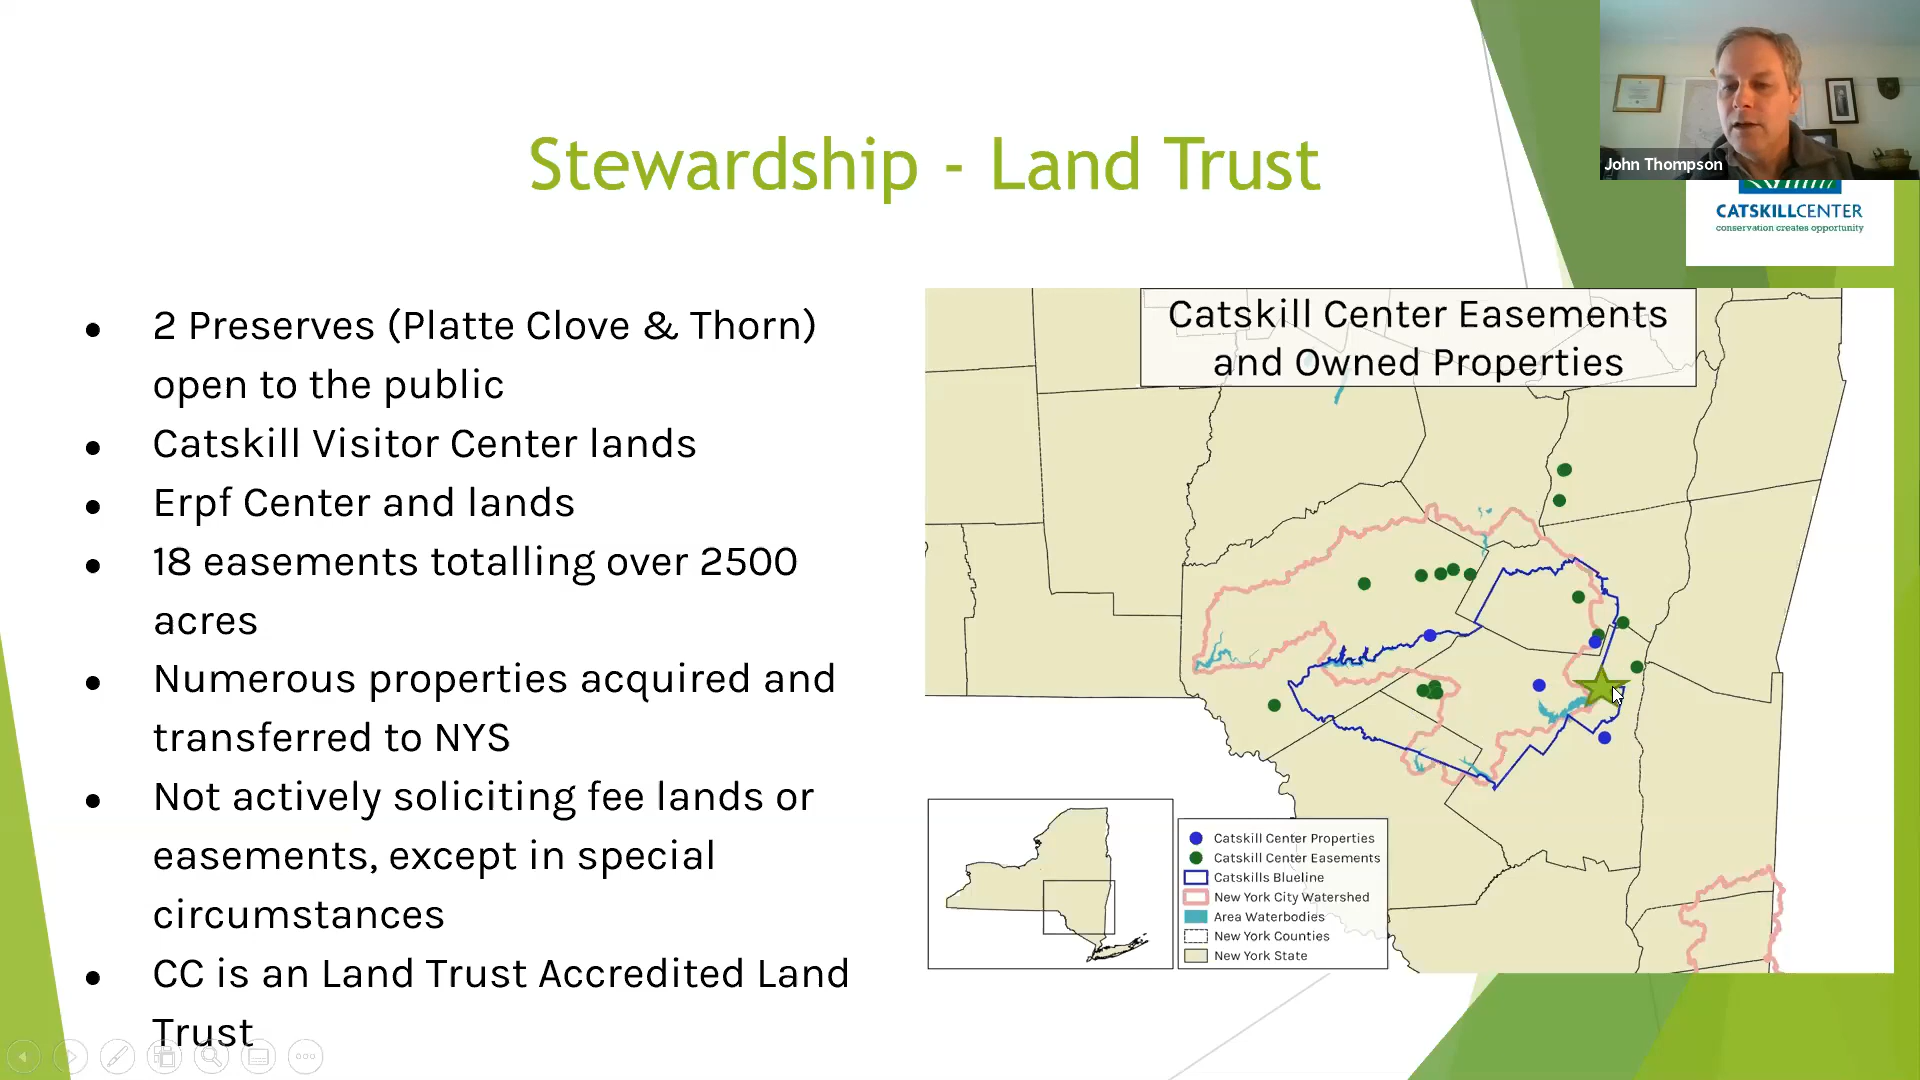 John Thompson
CATSKILLCENTER
conservation creates opportunity
Stewardship - Land Trust
● 2 Preserves (Platte Clove & Thorn)
open to the public
● Catskill Visitor Center lands
● Erpf Center and lands
● 18 easements totalling over 2500
acres
● Numerous properties acquired and
transferred to NYS
● Not actively soliciting fee lands or
easements, except in special
circumstances
● CC is an Land Trust Accredited Land
Trust
Catskill Center Easements
and Owned Properties
Catskill Center Properties
Catskill Center Easements
Catskills Blueline
New York City Watershed
Area Waterbodies
New York Counties
New York State